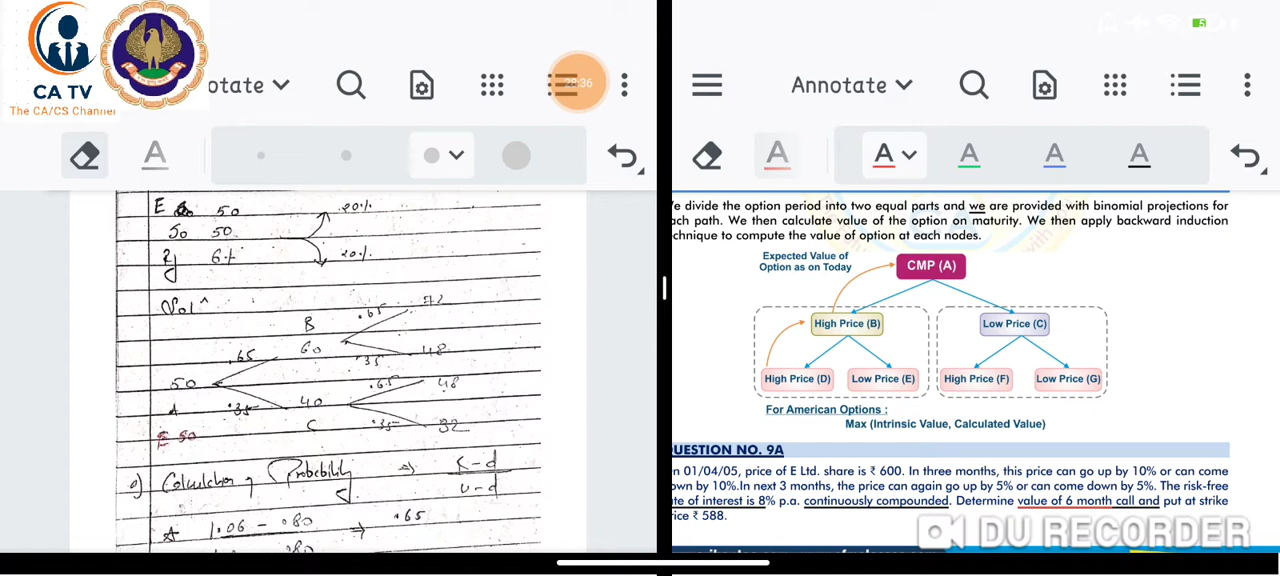 CA TV
The CA/CS Channel
otate
28:36
Annotate
A
A
A
A
A
A
E 50
50 50
6%
20%
20%
Vol^n
B
.65
72
60
.65
.35
48
50
.65
48
A
.35
40
C
.35
32
E 50
a) Calculation of Probability ⇒ r-d
u-d
A 1.06 - .80 ⇒ .65
.80
We divide the option period into two equal parts and we are provided with binomial projections for
ach path. We then calculate value of the option on maturity. We then apply backward induction
chnique to compute the value of option at each nodes.
Expected Value of
Option as on Today
CMP (A)
High Price (B)
Low Price (C)
High Price (D)
Low Price (E)
High Price (F)
Low Price (G)
For American Options :
Max (Intrinsic Value, Calculated Value)
QUESTION NO. 9A
n 01/04/05, price of E Ltd. share is ₹ 600. In three months, this price can go up by 10% or can come
own by 10%.In next 3 months, the price can again go up by 5% or can come down by 5%. The risk-free
te of interest is 8% p.a. continuously compounded. Determine value of 6 month call and put at strike
rice ₹ 588.
DU RECORDER